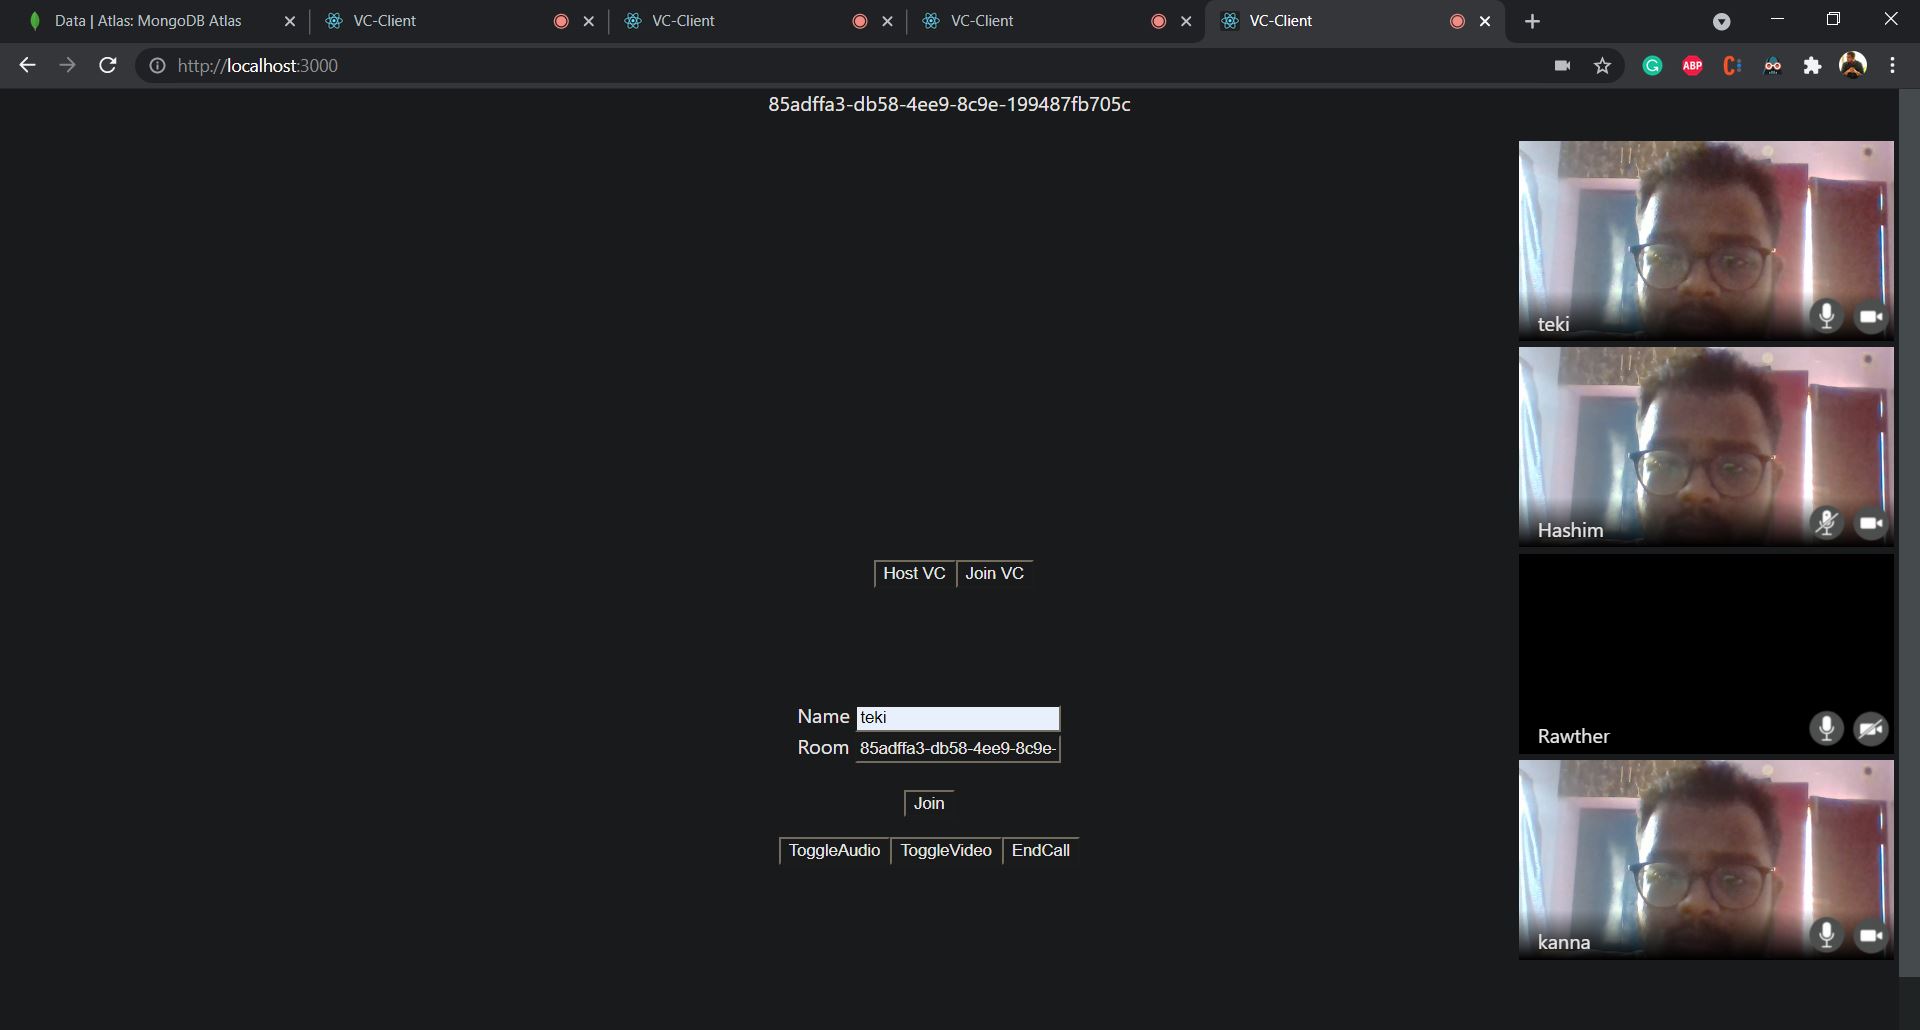 Data | Atlas: MongoDB Atlas
VC-Client
VC-Client
VC-Client
VC-Client
http://localhost:3000
ABP
85adffa3-db58-4ee9-8c9e-199487fb705c
teki
Hashim
Host VC
Join VC
Name teki
Room 85adffa3-db58-4ee9-8c9e-
Rawther
Join
ToggleAudio
ToggleVideo
EndCall
kanna